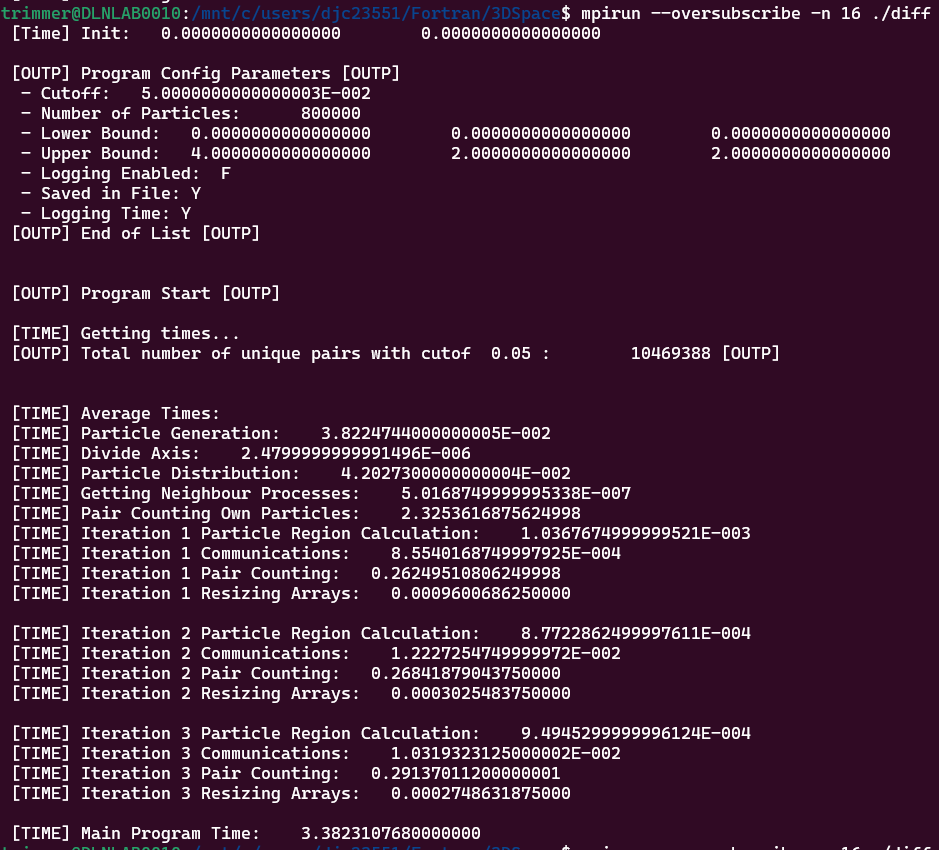 trimmer@DLNLAB0010:/mnt/c/users/djc23551/Fortran/3DSpace$ mpirun --oversubscribe -n 16 ./diff
[Time] Init:   0.0000000000000000        0.0000000000000000
[OUTP] Program Config Parameters [OUTP]
- Cutoff:   5.0000000000000003E-002
- Number of Particles:      800000
- Lower Bound:   0.0000000000000000        0.0000000000000000        0.0000000000000000
- Upper Bound:   4.0000000000000000        2.0000000000000000        2.0000000000000000
- Logging Enabled:  F
- Saved in File: Y
- Logging Time: Y
[OUTP] End of List [OUTP]
[OUTP] Program Start [OUTP]
[TIME] Getting times...
[OUTP] Total number of unique pairs with cutof  0.05 :        10469388 [OUTP]
[TIME] Average Times:
[TIME] Particle Generation:    3.8224744000000005E-002
[TIME] Divide Axis:    2.4799999999991496E-006
[TIME] Particle Distribution:    4.2027300000000004E-002
[TIME] Getting Neighbour Processes:    5.0168749999995338E-007
[TIME] Pair Counting Own Particles:    2.3253616875624998
[TIME] Iteration 1 Particle Region Calculation:    1.0367674999999521E-003
[TIME] Iteration 1 Communications:    8.5540168749997925E-004
[TIME] Iteration 1 Pair Counting:   0.26249510806249998
[TIME] Iteration 1 Resizing Arrays:   0.0009600686250000
[TIME] Iteration 2 Particle Region Calculation:    8.7722862499997611E-004
[TIME] Iteration 2 Communications:    1.2227254749999972E-002
[TIME] Iteration 2 Pair Counting:   0.26841879043750000
[TIME] Iteration 2 Resizing Arrays:   0.0003025483750000
[TIME] Iteration 3 Particle Region Calculation:    9.4945299999996124E-004
[TIME] Iteration 3 Communications:    1.0319323125000002E-002
[TIME] Iteration 3 Pair Counting:   0.29137011200000001
[TIME] Iteration 3 Resizing Arrays:   0.0002748631875000
[TIME] Main Program Time:    3.3823107680000000